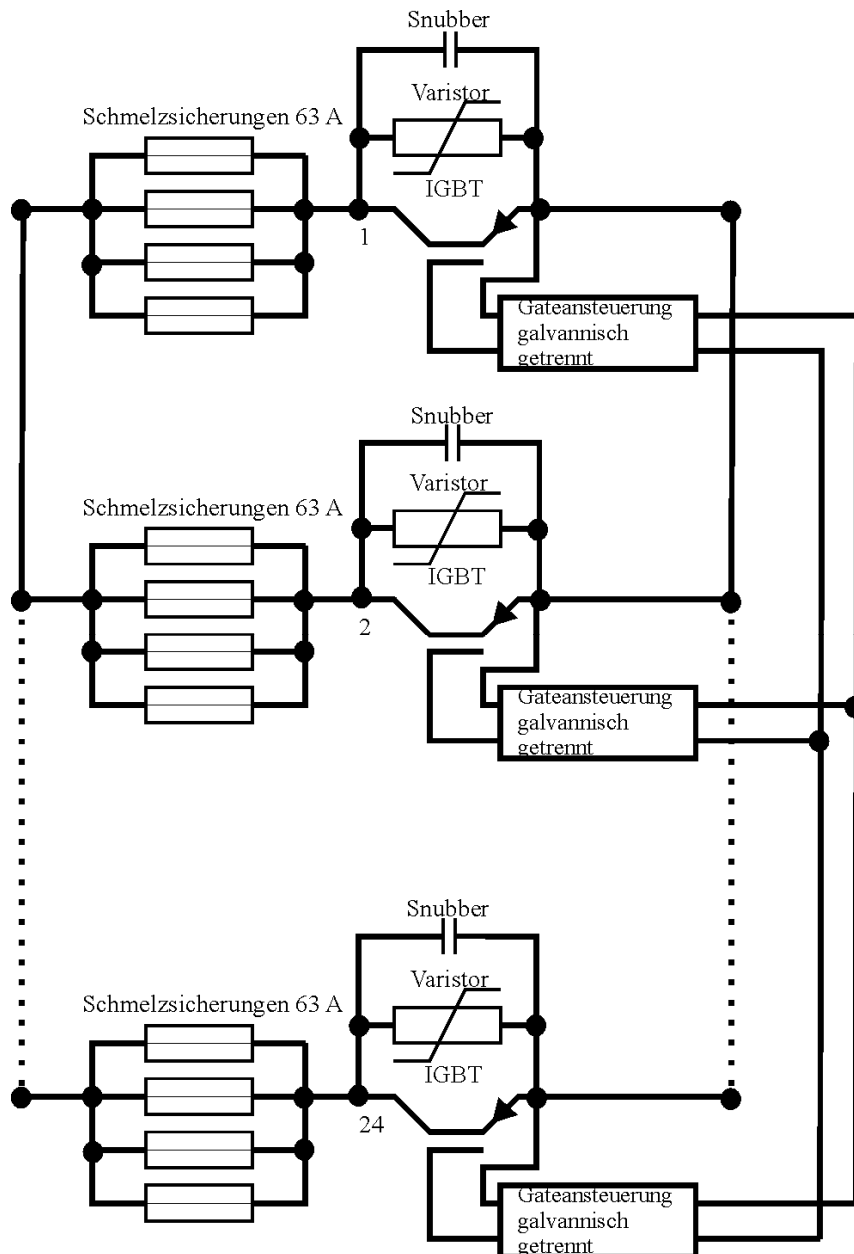 Snubber
Varistor
Schmelzsicherungen 63 A
IGBT
1
Gateansteuerung
galvannisch
getrennt
Snubber
Varistor
Schmelzsicherungen 63 A
IGBT
2
Gateansteuerung
galvannisch
getrennt
Snubber
Varistor
Schmelzsicherungen 63 A
IGBT
24
Gateansteuerung
galvannisch
getrennt